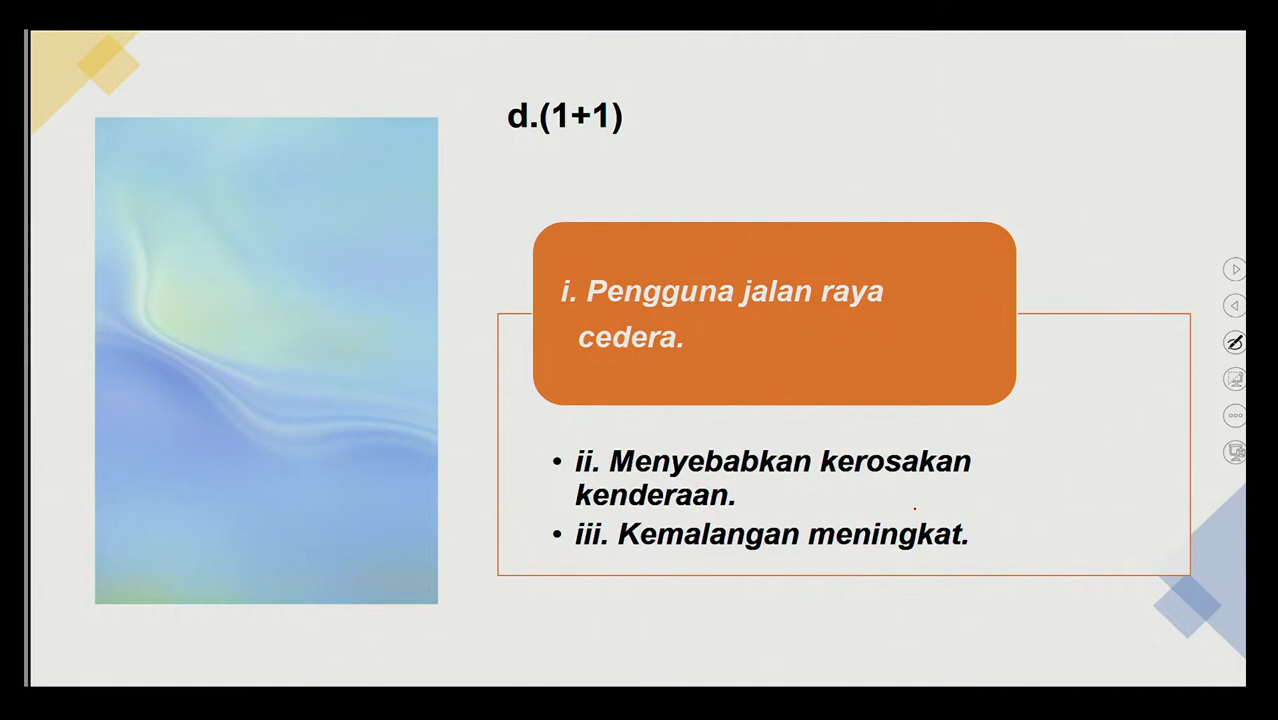 d.(1+1)
i. Pengguna jalan raya
cedera.
• ii. Menyebabkan kerosakan
kenderaan.
• iii. Kemalangan meningkat.